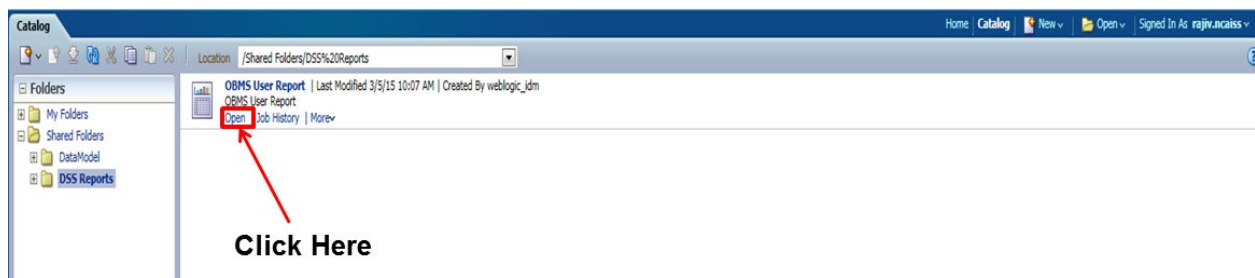 Catalog
Home Catalog New Open Signed In As rajiv.ncaiss
Location /Shared Folders/DSS%20Reports
Folders
My Folders
Shared Folders
DataModel
DSS Reports
OBMS User Report | Last Modified 3/5/15 10:07 AM | Created By weblogic_idm
OBMS User Report
Open Job History | More
Click Here